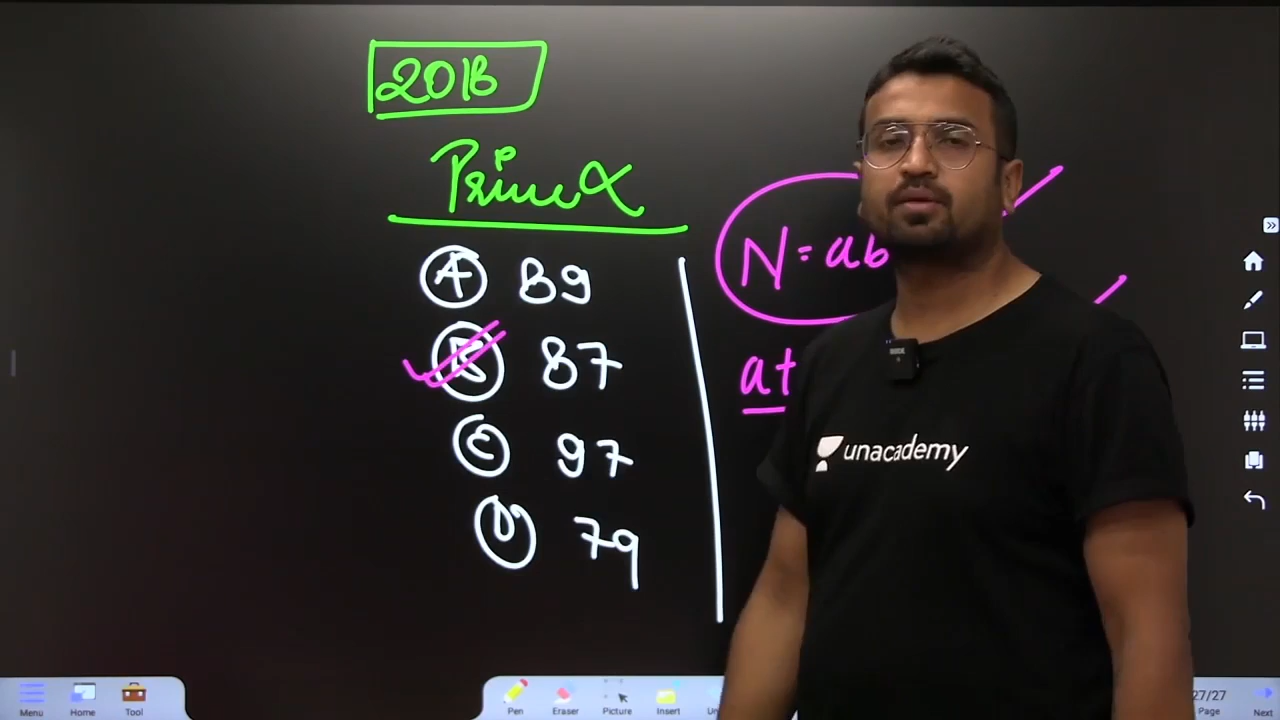 2018
Prime X
A 89
B 87
C 97
D 79
N = ab
at
unacademy
Menu
Home
Tool
Pen
Eraser
Picture
Insert
27/27
Page
Next